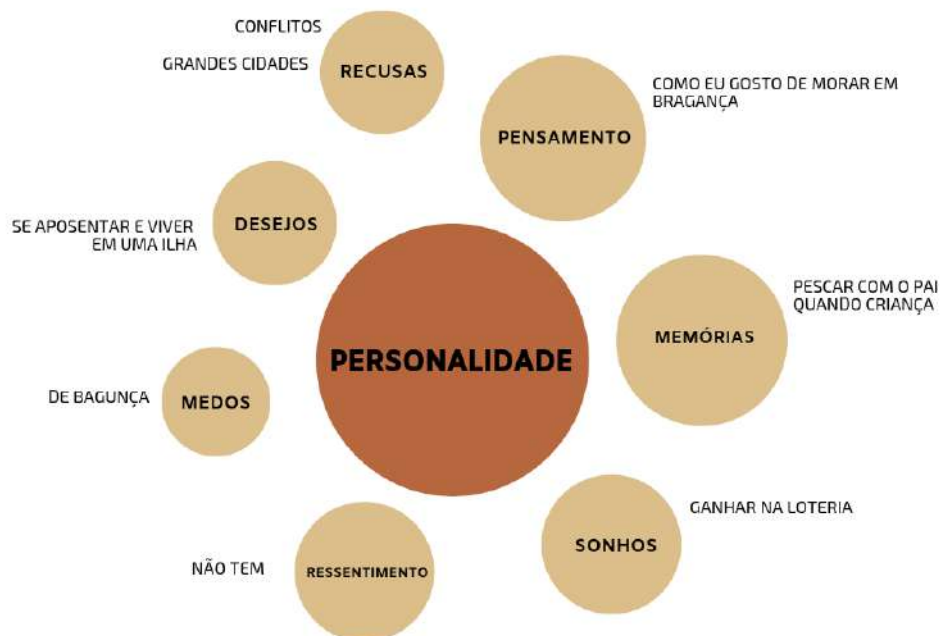 CONFLITOS
GRANDES CIDADES
RECUSAS
PENSAMENTO
COMO EU GOSTO DE MORAR EM
BRAGANÇA
DESEJOS
SE APOSENTAR E VIVER
EM UMA ILHA
PERSONALIDADE
MEMÓRIAS
PESCAR COM O PAI
QUANDO CRIANÇA
DE BAGUNÇA
MEDOS
SONHOS
GANHAR NA LOTERIA
NÃO TEM
RESSENTIMENTO